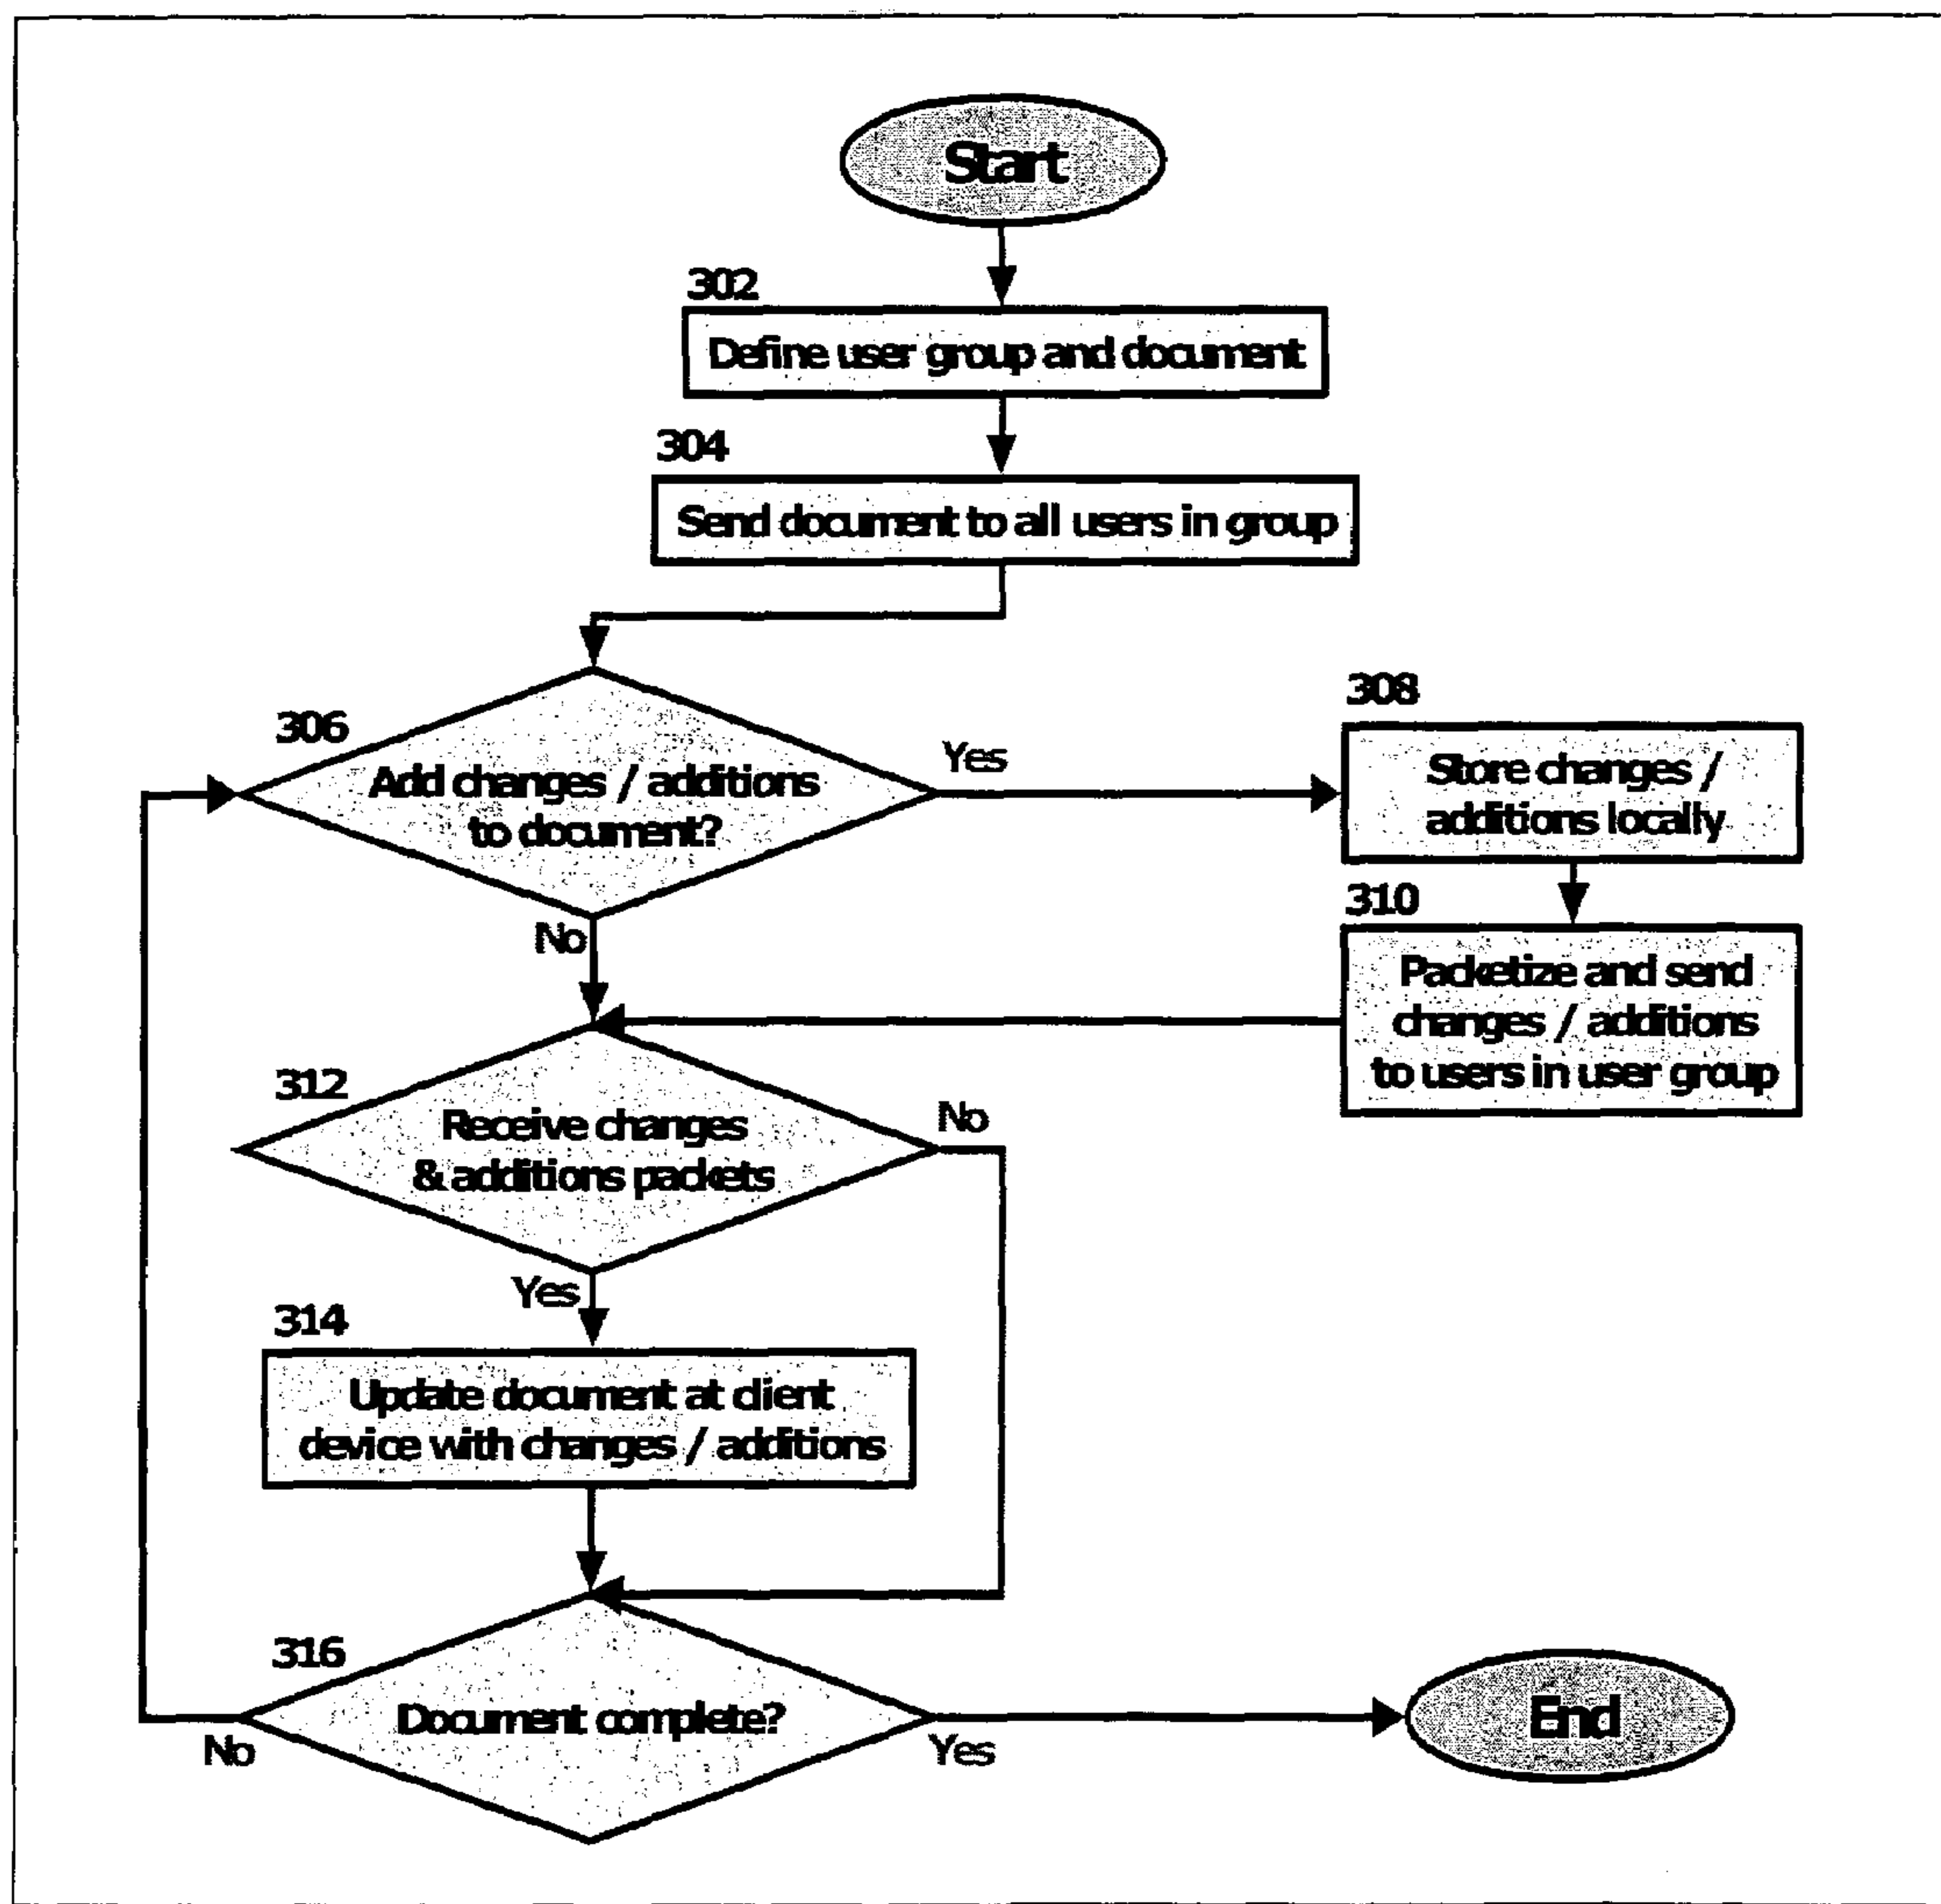 Start
302
Define user group and document
304
Send document to all users in group
306
Add changes / additions
to document?
Yes
No
308
Store changes /
additions locally
310
Packetize and send
changes / additions
to users in user group
312
Receive changes
& additions packets
No
Yes
314
Update document at client
device with changes / additions
316
Document complete?
No
Yes
End